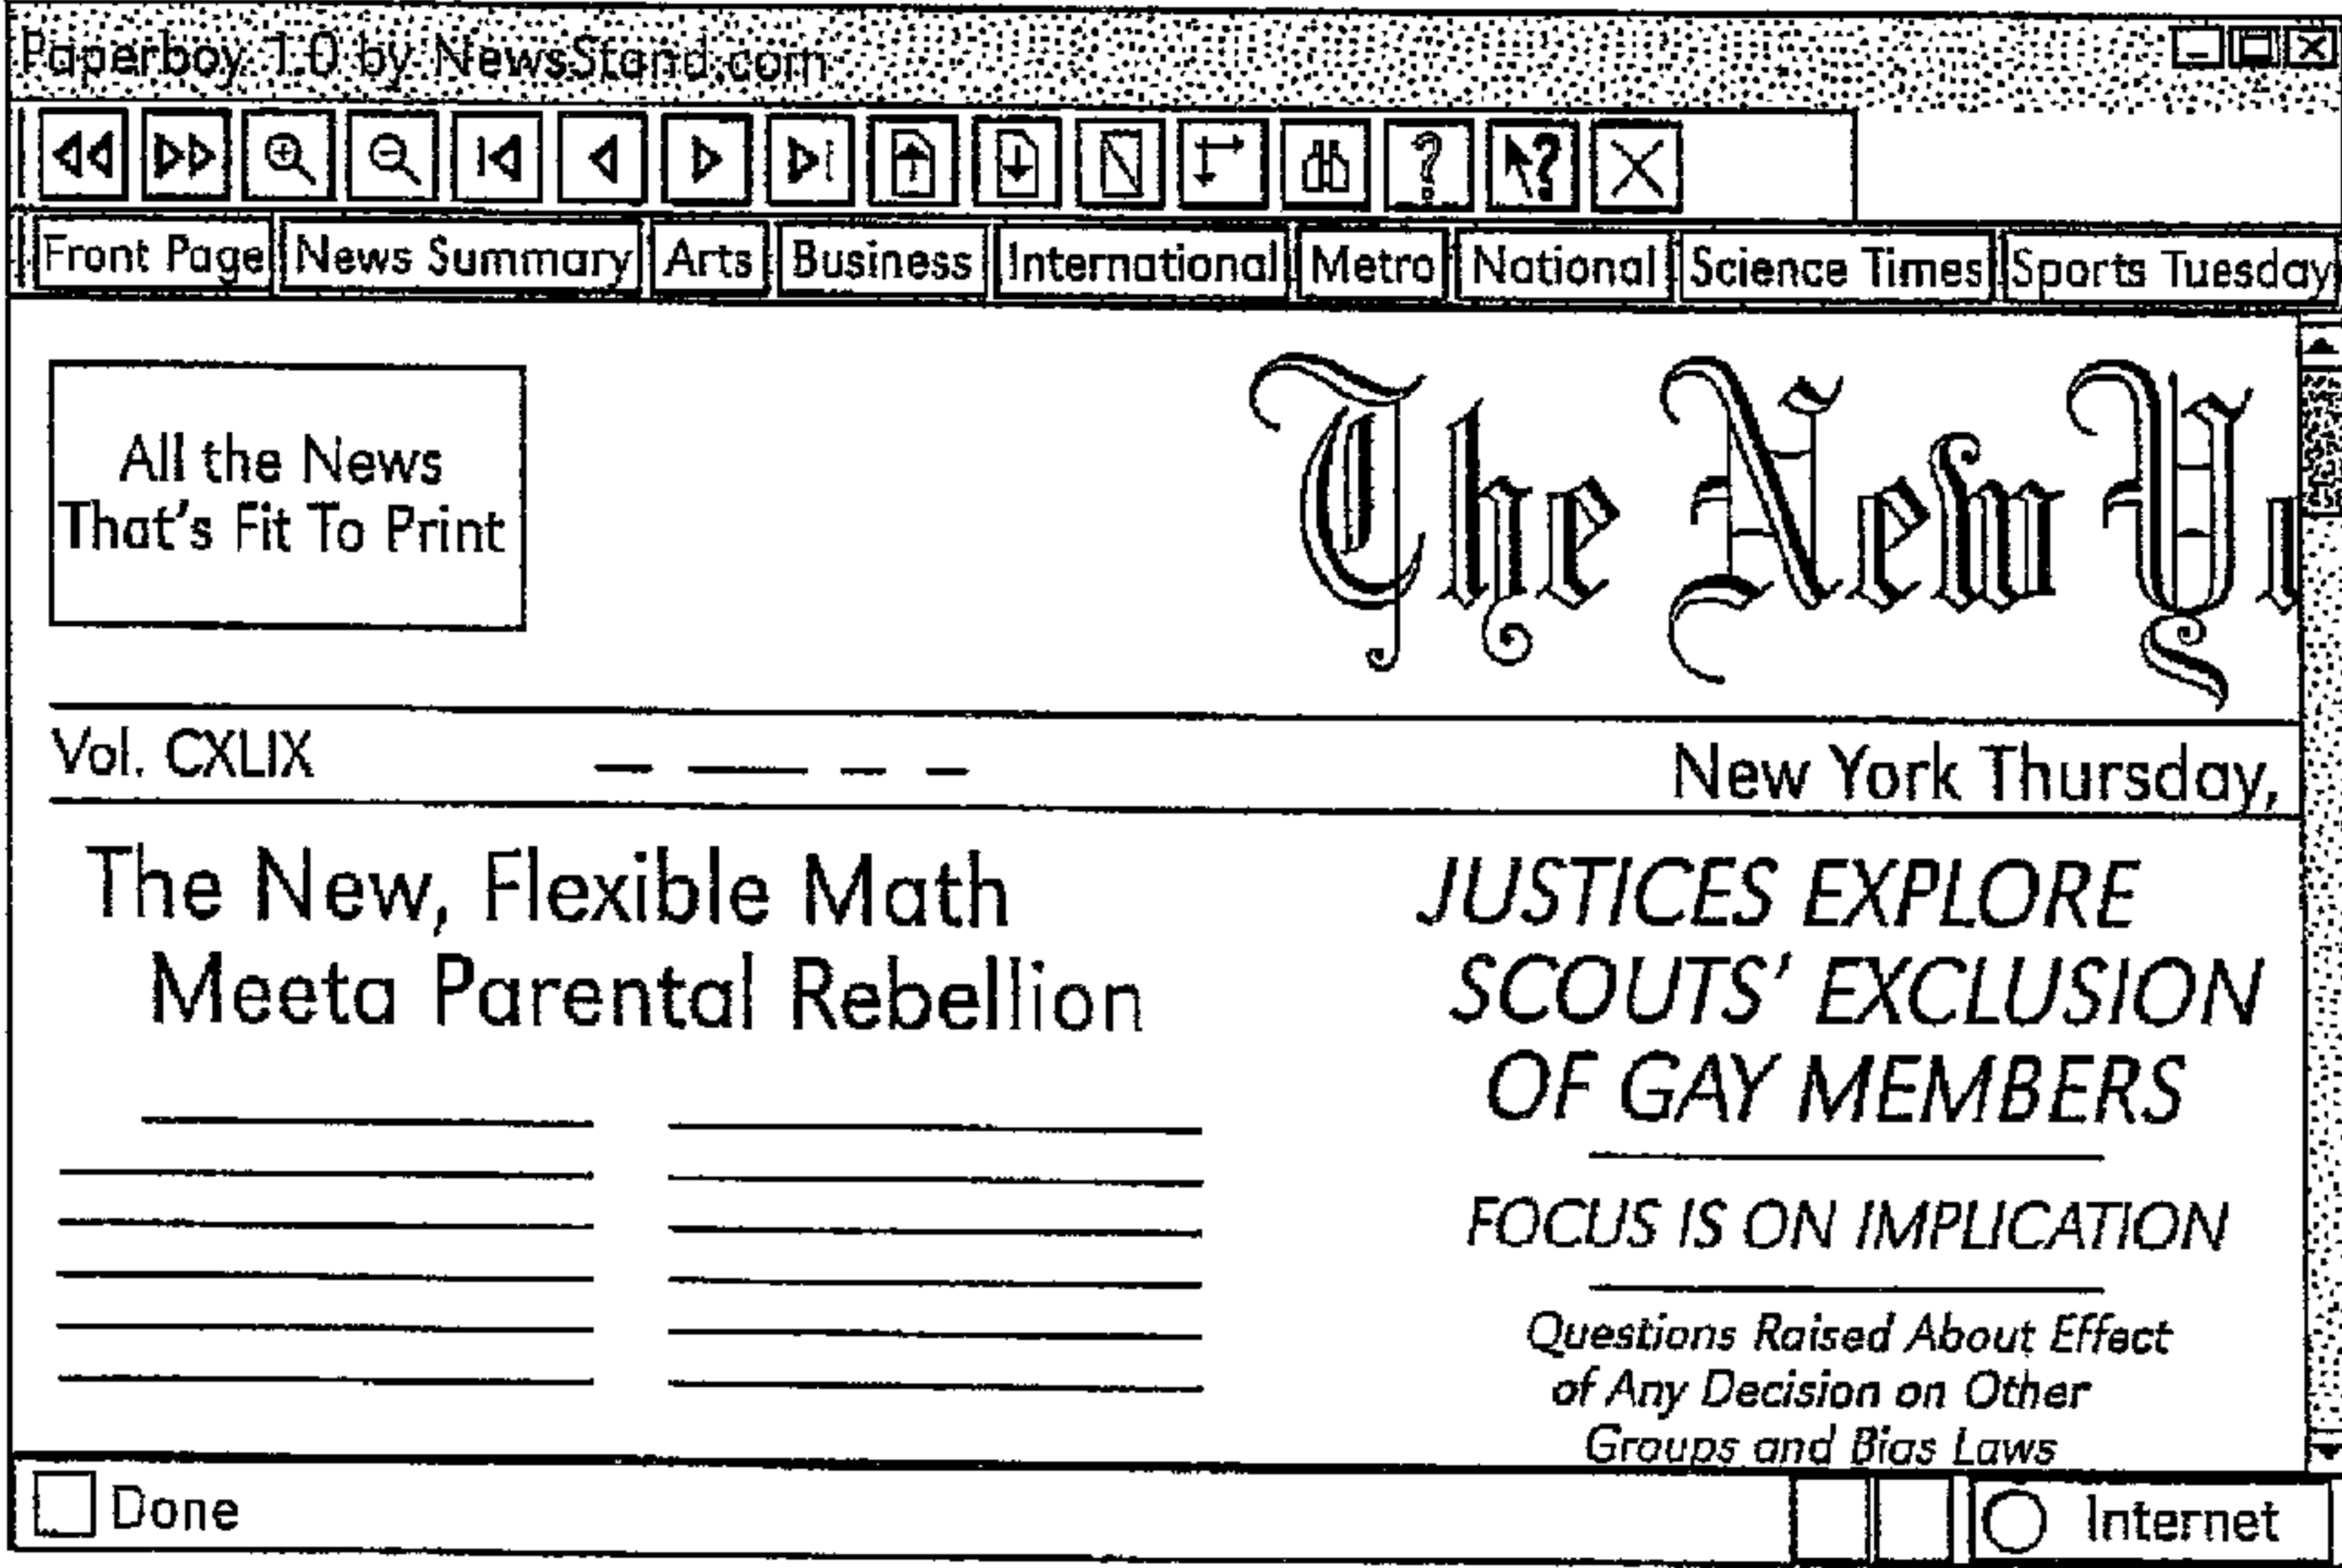 Paperboy 1.0 by NewsStand.com
Front Page News Summary Arts Business International Metro National Science Times Sports Tuesday
All the News
That's Fit To Print
The New Yo
Vol. CXLIX
New York Thursday,
The New, Flexible Math
Meeta Parental Rebellion
JUSTICES EXPLORE
SCOUTS' EXCLUSION
OF GAY MEMBERS
FOCUS IS ON IMPLICATION
Questions Raised About Effect
of Any Decision on Other
Groups and Bias Laws
Done
Internet